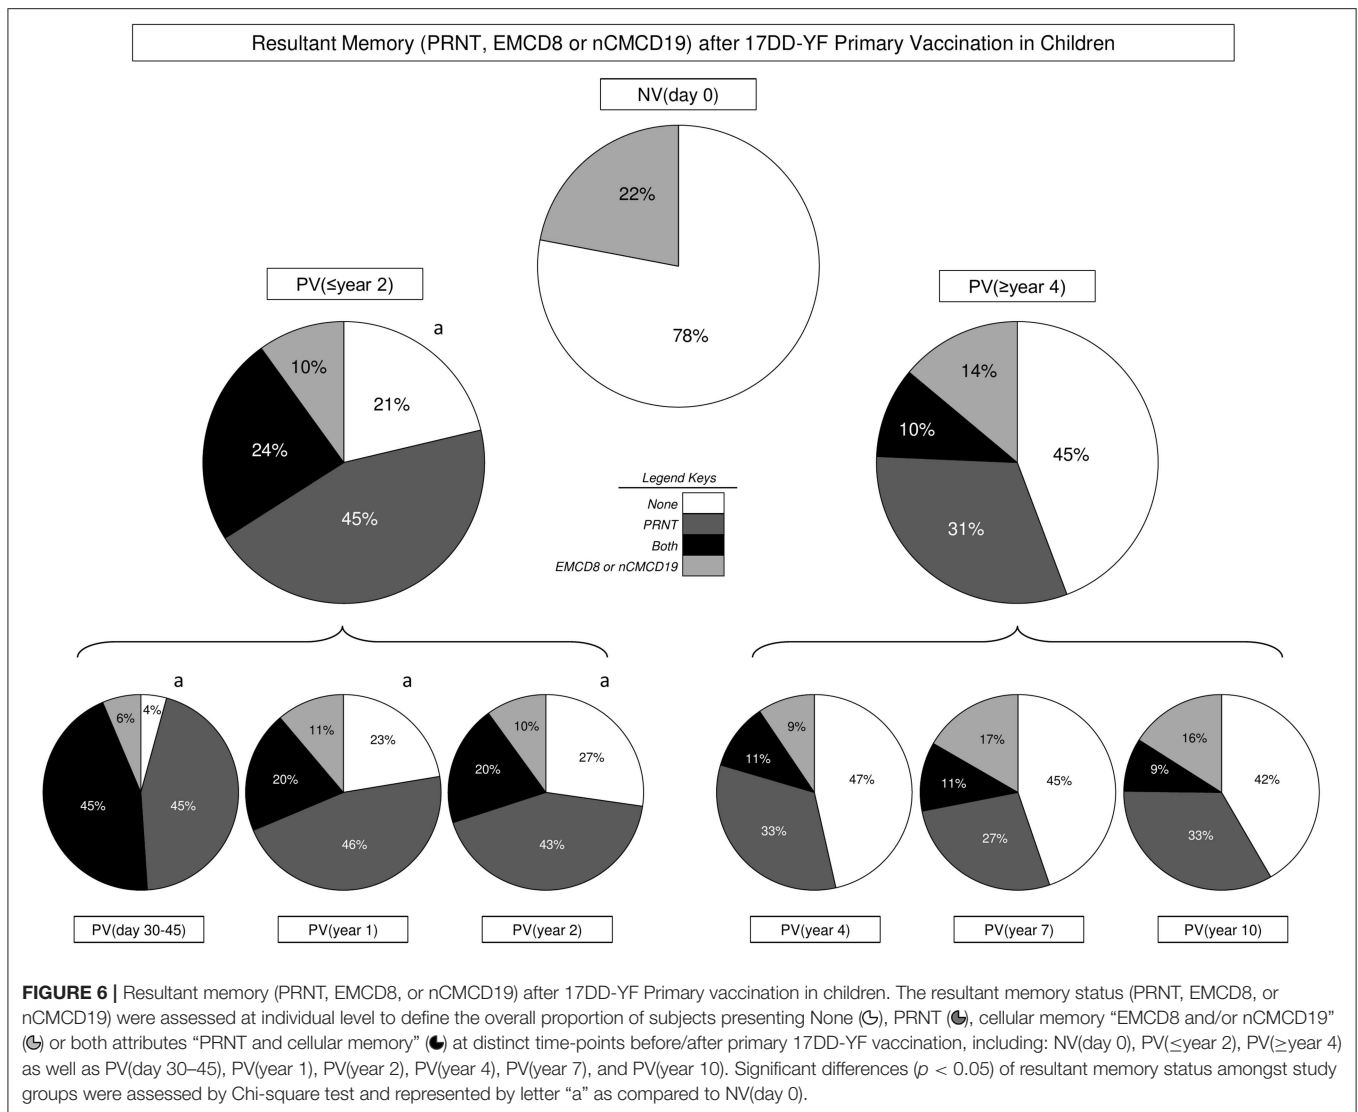 Resultant Memory (PRNT, EMCD8 or nCMCD19) after 17DD-YF Primary Vaccination in Children
NV(day 0)
22%
78%
PV(≤year 2)
a
10%
21%
24%
45%
PV(≥year 4)
14%
10%
45%
31%
Legend Keys
None
PRNT
Both
EMCD8 or nCMCD19
a
6%
4%
45%
45%
PV(day 30-45)
a
11%
23%
20%
46%
PV(year 1)
a
10%
27%
20%
43%
PV(year 2)
9%
11%
47%
33%
PV(year 4)
17%
11%
45%
27%
PV(year 7)
16%
9%
42%
33%
PV(year 10)
FIGURE 6 | Resultant memory (PRNT, EMCD8, or nCMCD19) after 17DD-YF Primary vaccination in children. The resultant memory status (PRNT, EMCD8, or
nCMCD19) were assessed at individual level to define the overall proportion of subjects presenting None (), PRNT (), cellular memory “EMCD8 and/or nCMCD19”
() or both attributes “PRNT and cellular memory” () at distinct time-points before/after primary 17DD-YF vaccination, including: NV(day 0), PV(≤year 2), PV(≥year 4)
as well as PV(day 30–45), PV(year 1), PV(year 2), PV(year 4), PV(year 7), and PV(year 10). Significant differences (p < 0.05) of resultant memory status amongst study
groups were assessed by Chi-square test and represented by letter “a” as compared to NV(day 0).